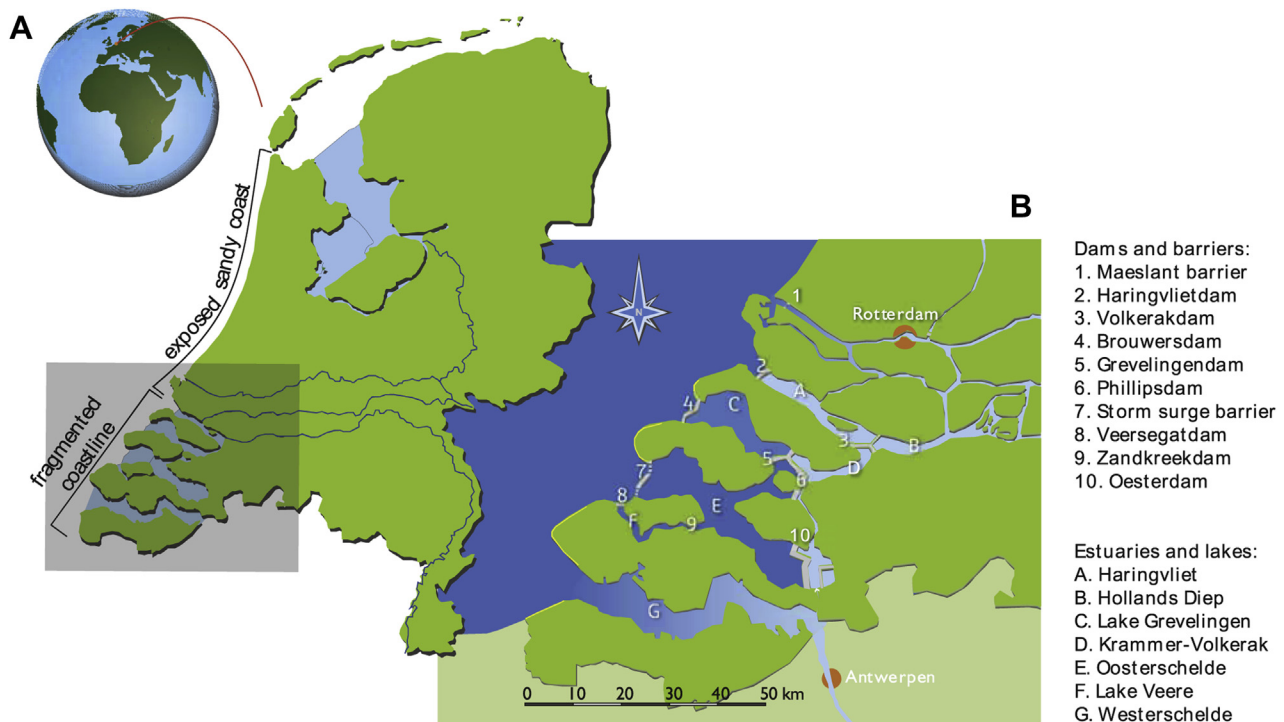 A
exposed sandy coast
fragmented
coastline
B
N
1
Rotterdam
2
A
4
C
3
B
5
D
7
6
8
E
F
9
10
G
Antwerpen
0 10 20 30 40 50 km
Dams and barriers:
1. Maeslant barrier
2. Haringvlietdam
3. Volkerakdam
4. Brouwersdam
5. Grevelingendam
6. Phillipsdam
7. Storm surge barrier
8. Veersegatdam
9. Zandkreekdam
10. Oesterdam
Estuaries and lakes:
A. Haringvliet
B. Hollands Diep
C. Lake Grevelingen
D. Krammer-Volkerak
E. Oosterschelde
F. Lake Veere
G. Westerschelde